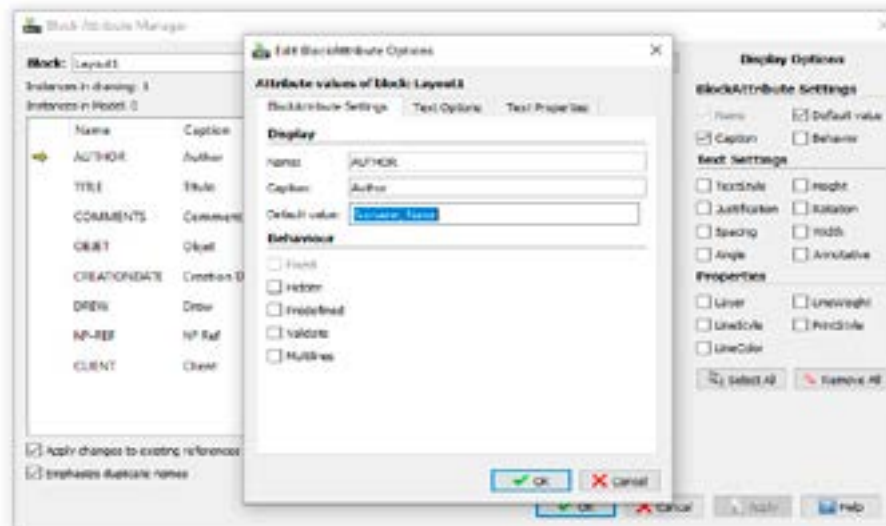 Block Attribute Manager
Block: Layout1
Instances in drawing: 1
Instances in Model: 0
Name Caption
AUTHOR Author
TITLE Titule
COMMENTS Comment
OBJET Objet
CREATIONDATE Creation D
DREW Drew
NP-REF NP Ref
CLIENT Client
Apply changes to existing references
Emphasize duplicate names
Edit BlockAttribute Options
Attribute values of block: Layout1
BlockAttribute Settings Text Options Text Properties
Display
Name: AUTHOR
Caption: Author
Default value:
Behaviour
Fixed
Hidden
Predefined
Validate
Multilines
OK Cancel
Display Options
BlockAttribute Settings
Name Default value
Caption Behavior
Text Settings
TextStyle Height
Justification Rotation
Spacing Width
Angle Annotative
Properties
Layer LineWeight
LineStyle PrintStyle
LineColor
Select All Remove All
OK Cancel Apply Help